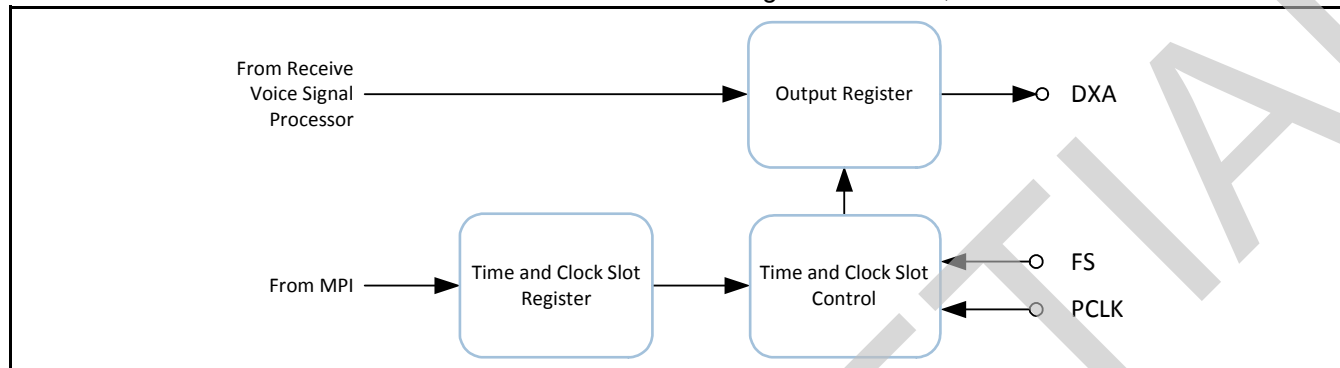 From Receive
Voice Signal
Processor
Output Register
DXA
From MPI
Time and Clock Slot
Register
Time and Clock Slot
Control
FS
PCLK